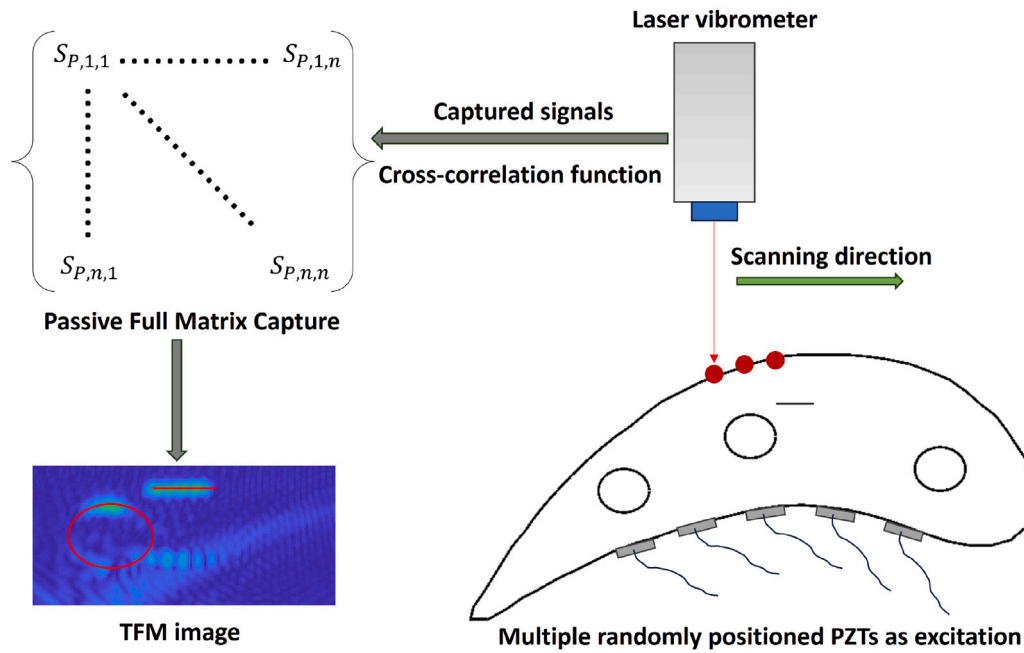 Laser vibrometer
S_{P,1,1} S_{P,1,n}
Captured signals
Cross-correlation function
S_{P,n,1} S_{P,n,n}
Scanning direction
Passive Full Matrix Capture
TFM image
Multiple randomly positioned PZTs as excitation